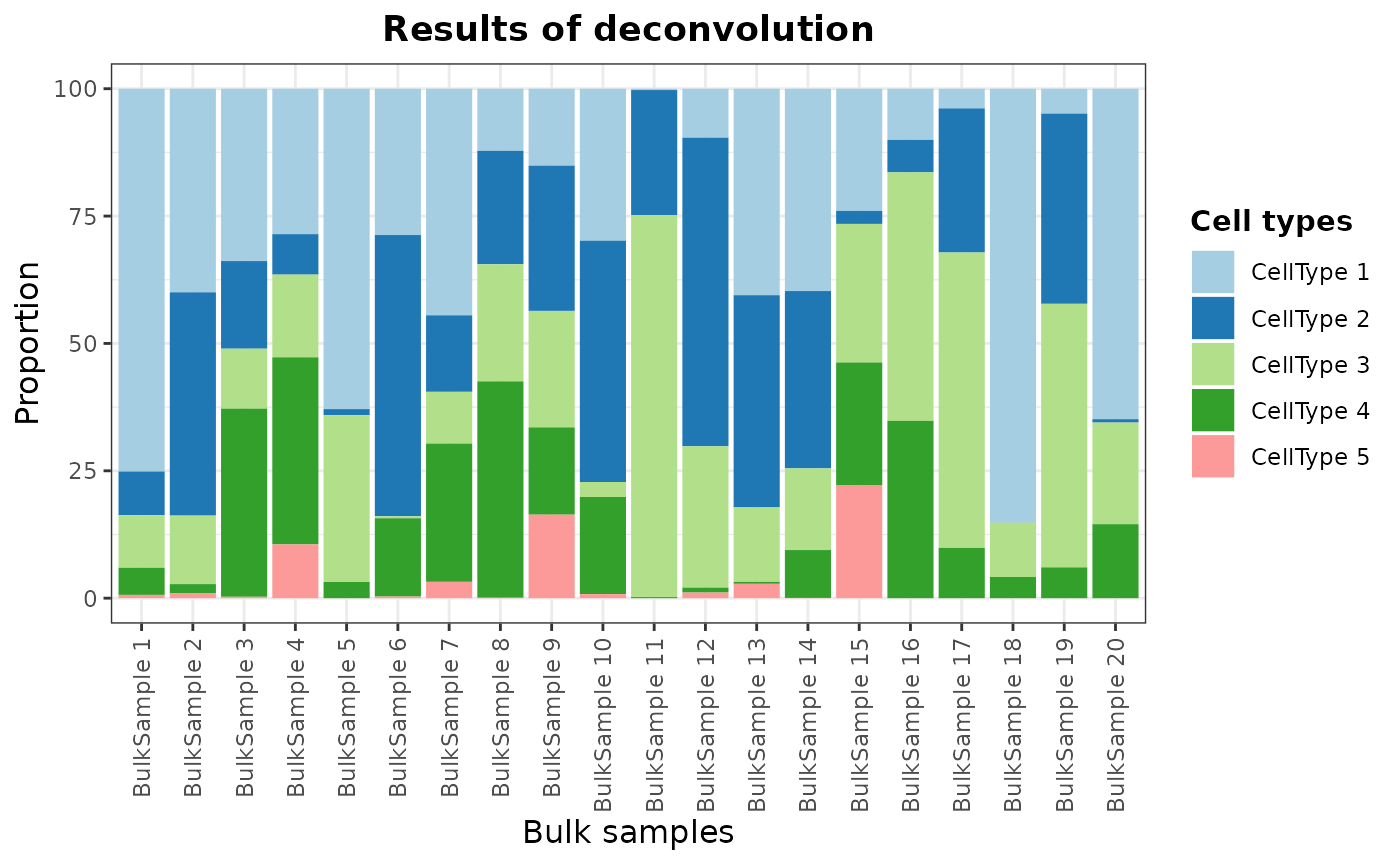 Results of deconvolution
Proportion
100
75
50
25
0
BulkSample 1
BulkSample 2
BulkSample 3
BulkSample 4
BulkSample 5
BulkSample 6
BulkSample 7
BulkSample 8
BulkSample 9
BulkSample 10
BulkSample 11
BulkSample 12
BulkSample 13
BulkSample 14
BulkSample 15
BulkSample 16
BulkSample 17
BulkSample 18
BulkSample 19
BulkSample 20
Bulk samples
Cell types
CellType 1
CellType 2
CellType 3
CellType 4
CellType 5